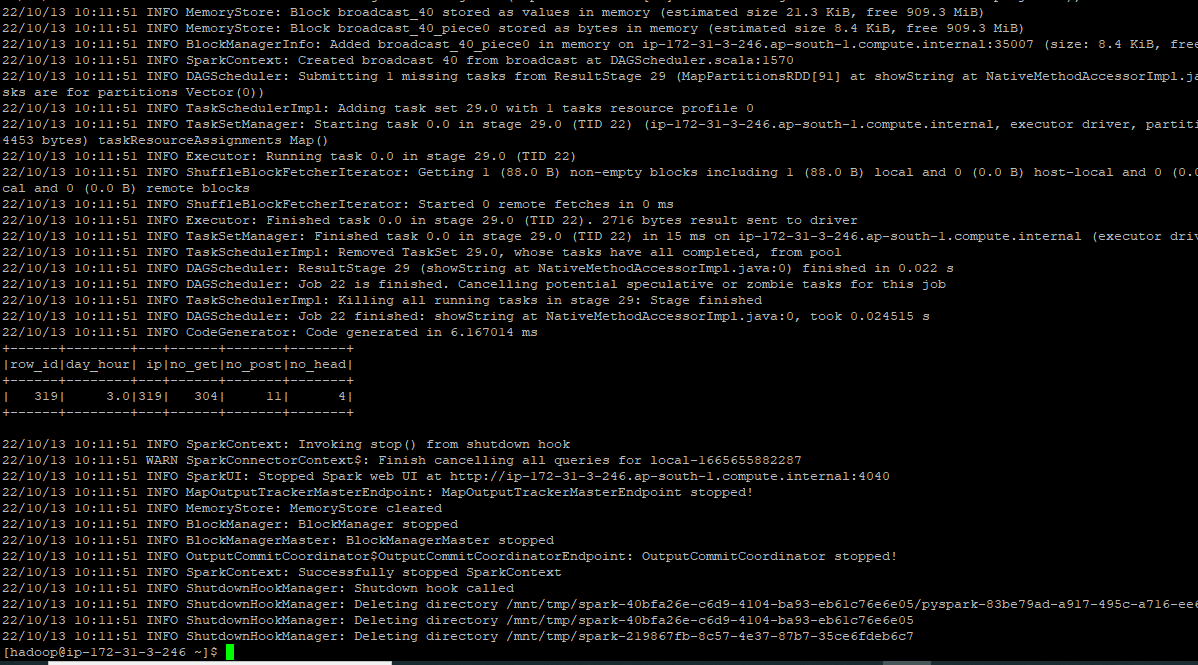 22/10/13 10:11:51 INFO MemoryStore: Block broadcast_40 stored as values in memory (estimated size 21.3 KiB, free 909.3 MiB)
22/10/13 10:11:51 INFO MemoryStore: Block broadcast_40_piece0 stored as bytes in memory (estimated size 8.4 KiB, free 909.3 MiB)
22/10/13 10:11:51 INFO BlockManagerInfo: Added broadcast_40_piece0 in memory on ip-172-31-3-246.ap-south-1.compute.internal:35007 (size: 8.4 KiB, free
22/10/13 10:11:51 INFO SparkContext: Created broadcast 40 from broadcast at DAGScheduler.scala:1570
22/10/13 10:11:51 INFO DAGScheduler: Submitting 1 missing tasks from ResultStage 29 (MapPartitionsRDD[91] at showString at NativeMethodAccessorImpl.ja
sks are for partitions Vector(0))
22/10/13 10:11:51 INFO TaskSchedulerImpl: Adding task set 29.0 with 1 tasks resource profile 0
22/10/13 10:11:51 INFO TaskSetManager: Starting task 0.0 in stage 29.0 (TID 22) (ip-172-31-3-246.ap-south-1.compute.internal, executor driver, partiti
4453 bytes) taskResourceAssignments Map()
22/10/13 10:11:51 INFO Executor: Running task 0.0 in stage 29.0 (TID 22)
22/10/13 10:11:51 INFO ShuffleBlockFetcherIterator: Getting 1 (88.0 B) non-empty blocks including 1 (88.0 B) local and 0 (0.0 B) host-local and 0 (0.0
cal and 0 (0.0 B) remote blocks
22/10/13 10:11:51 INFO ShuffleBlockFetcherIterator: Started 0 remote fetches in 0 ms
22/10/13 10:11:51 INFO Executor: Finished task 0.0 in stage 29.0 (TID 22). 2716 bytes result sent to driver
22/10/13 10:11:51 INFO TaskSetManager: Finished task 0.0 in stage 29.0 (TID 22) in 15 ms on ip-172-31-3-246.ap-south-1.compute.internal (executor driv
22/10/13 10:11:51 INFO TaskSchedulerImpl: Removed TaskSet 29.0, whose tasks have all completed, from pool
22/10/13 10:11:51 INFO DAGScheduler: ResultStage 29 (showString at NativeMethodAccessorImpl.java:0) finished in 0.022 s
22/10/13 10:11:51 INFO DAGScheduler: Job 22 is finished. Cancelling potential speculative or zombie tasks for this job
22/10/13 10:11:51 INFO TaskSchedulerImpl: Killing all running tasks in stage 29: Stage finished
22/10/13 10:11:51 INFO DAGScheduler: Job 22 finished: showString at NativeMethodAccessorImpl.java:0, took 0.024515 s
22/10/13 10:11:51 INFO CodeGenerator: Code generated in 6.167014 ms
+------+--------+---+------+-------+-------+
|row_id|day_hour| ip|no_get|no_post|no_head|
+------+--------+---+------+-------+-------+
|   319|     3.0|319|   304|     11|      4|
+------+--------+---+------+-------+-------+
22/10/13 10:11:51 INFO SparkContext: Invoking stop() from shutdown hook
22/10/13 10:11:51 WARN SparkConnectorContext$: Finish cancelling all queries for local-1665655882287
22/10/13 10:11:51 INFO SparkUI: Stopped Spark web UI at http://ip-172-31-3-246.ap-south-1.compute.internal:4040
22/10/13 10:11:51 INFO MapOutputTrackerMasterEndpoint: MapOutputTrackerMasterEndpoint stopped!
22/10/13 10:11:51 INFO MemoryStore: MemoryStore cleared
22/10/13 10:11:51 INFO BlockManager: BlockManager stopped
22/10/13 10:11:51 INFO BlockManagerMaster: BlockManagerMaster stopped
22/10/13 10:11:51 INFO OutputCommitCoordinator$OutputCommitCoordinatorEndpoint: OutputCommitCoordinator stopped!
22/10/13 10:11:51 INFO SparkContext: Successfully stopped SparkContext
22/10/13 10:11:51 INFO ShutdownHookManager: Shutdown hook called
22/10/13 10:11:51 INFO ShutdownHookManager: Deleting directory /mnt/tmp/spark-40bfa26e-c6d9-4104-ba93-eb61c76e6e05/pyspark-83be79ad-a917-495c-a716-ee6
22/10/13 10:11:51 INFO ShutdownHookManager: Deleting directory /mnt/tmp/spark-40bfa26e-c6d9-4104-ba93-eb61c76e6e05
22/10/13 10:11:51 INFO ShutdownHookManager: Deleting directory /mnt/tmp/spark-219867fb-8c57-4e37-87b7-35ce6fdeb6c7
[hadoop@ip-172-31-3-246 ~]$